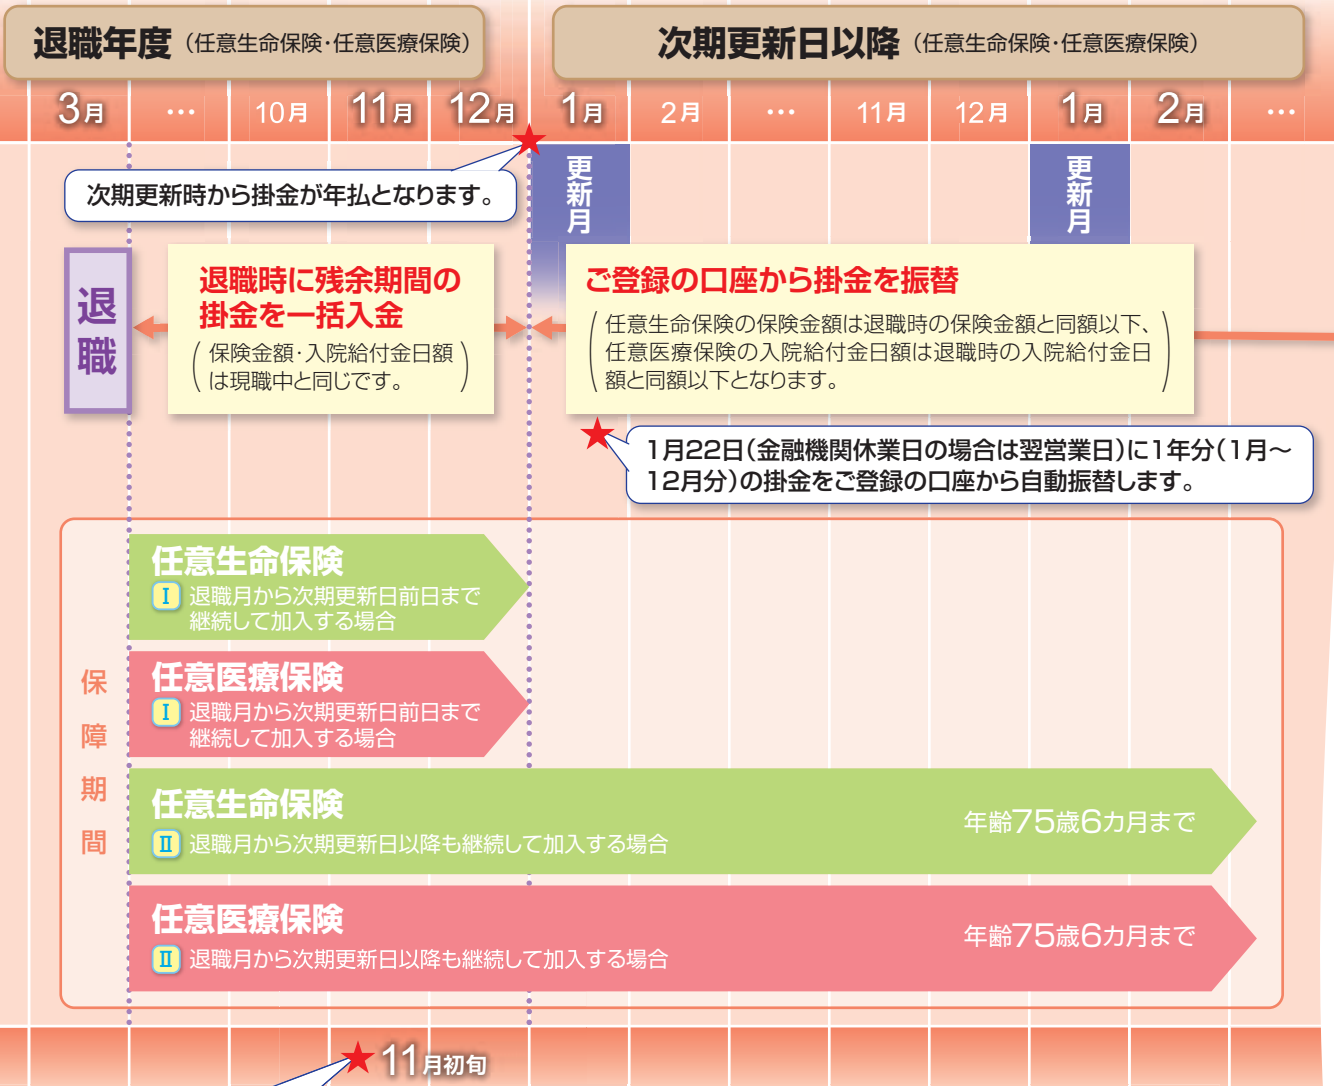 退職年度（任意生命保険・任意医療保険）
次期更新日以降（任意生命保険・任意医療保険）
3月 … 10月 11月 12月 1月 2月 … 11月 12月 1月 2月 …
次期更新時から掛金が年払となります。
更新月
更新月
退職
退職時に残余期間の
掛金を一括入金
（保険金額・入院給付金日額
は現職中と同じです。）
ご登録の口座から掛金を振替
（任意生命保険の保険金額は退職時の保険金額と同額以下、
任意医療保険の入院給付金日額は退職時の入院給付金日
額と同額以下となります。）
★
1月22日（金融機関休業日の場合は翌営業日）に1年分（1月〜
12月分）の掛金をご登録の口座から自動振替します。
保障期間
任意生命保険
Ⅰ 退職月から次期更新日前日まで
継続して加入する場合
任意医療保険
Ⅰ 退職月から次期更新日前日まで
継続して加入する場合
任意生命保険
Ⅱ 退職月から次期更新日以降も継続して加入する場合
年齢75歳6カ月まで
任意医療保険
Ⅱ 退職月から次期更新日以降も継続して加入する場合
年齢75歳6カ月まで
★11月初旬